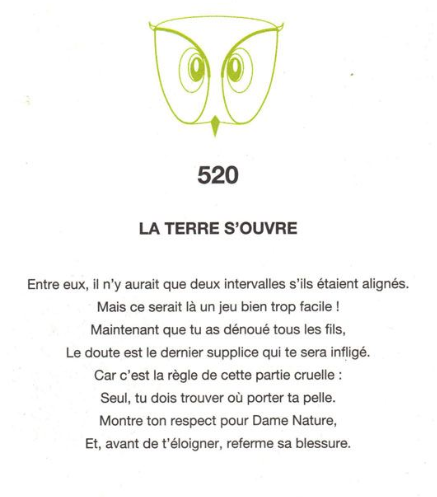 520
LA TERRE S'OUVRE
Entre eux, il n'y aurait que deux intervalles s'ils étaient alignés.
Mais ce serait là un jeu bien trop facile !
Maintenant que tu as dénoué tous les fils,
Le doute est le dernier supplice qui te sera infligé.
Car c'est la règle de cette partie cruelle :
Seul, tu dois trouver où porter ta pelle.
Montre ton respect pour Dame Nature,
Et, avant de t'éloigner, referme sa blessure.